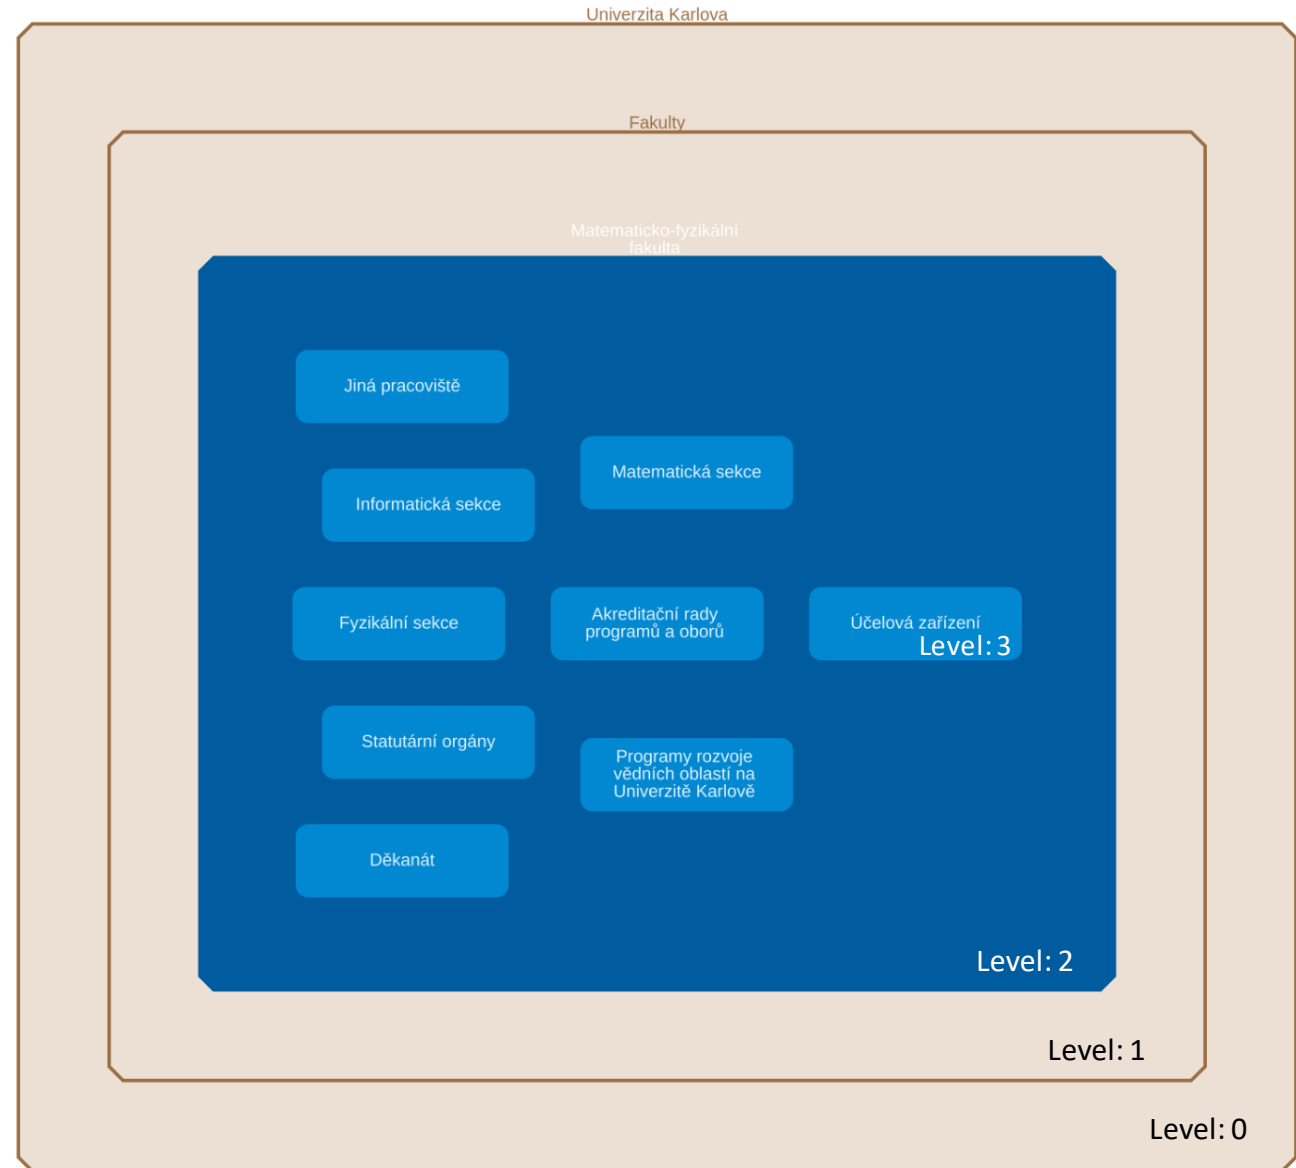 Univerzita Karlova
Fakulty
Matematicko-fyzikální
fakulta
Jiná pracoviště
Matematická sekce
Informatická sekce
Fyzikální sekce
Akreditační rady
programů a oborů
Účelová zařízení
Level: 3
Statutární orgány
Programy rozvoje
vědních oblastí na
Univerzitě Karlově
Děkanát
Level: 2
Level: 1
Level: 0